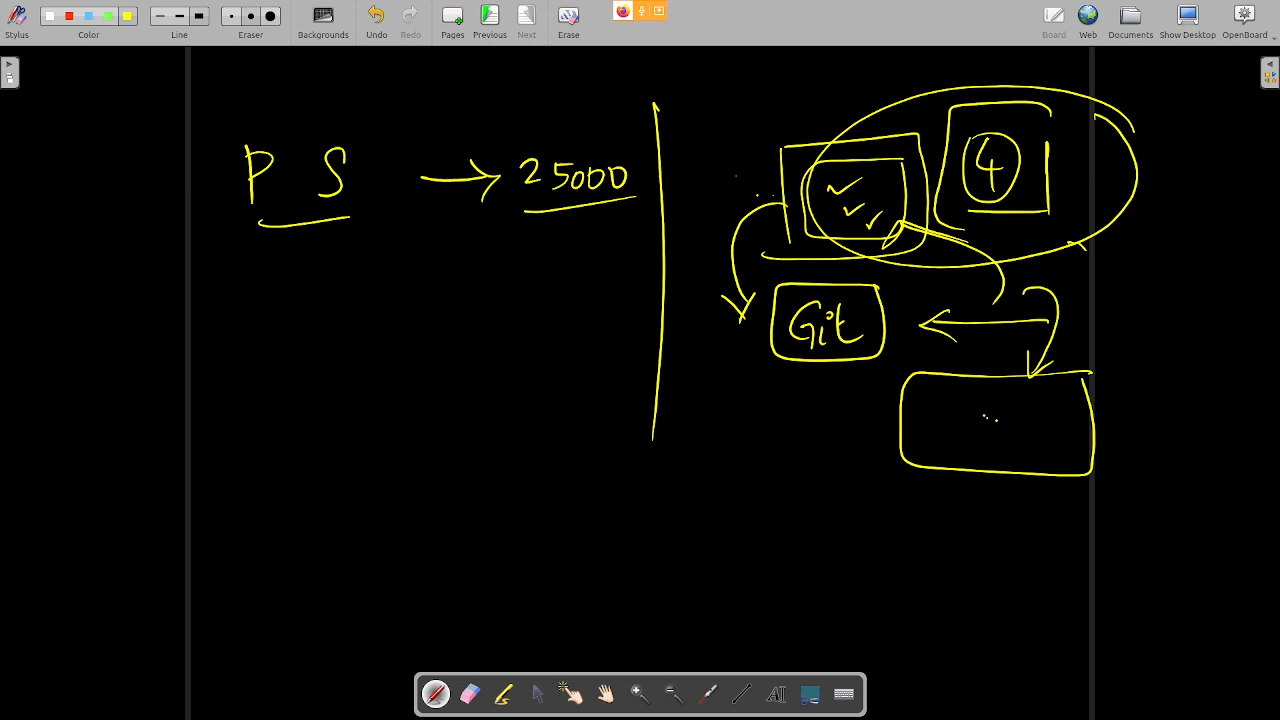 Color Line Eraser Backgrounds Undo Redo Pages Previous Next Erase Board Web Documents Show Desktop OpenBoard
Stylus
P S → 25000
4
Git
AI